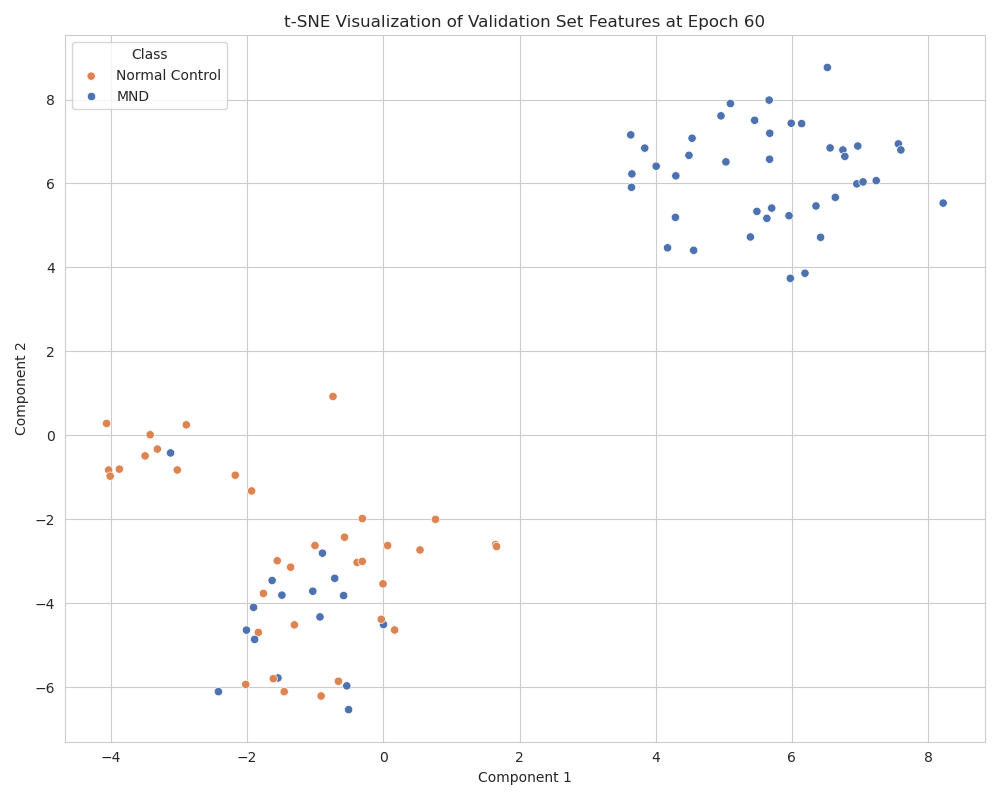 t-SNE Visualization of Validation Set Features at Epoch 60
Class
Normal Control
MND
8
6
4
2
0
−2
−4
−6
Component 2
−4
−2
0
2
4
6
8
Component 1